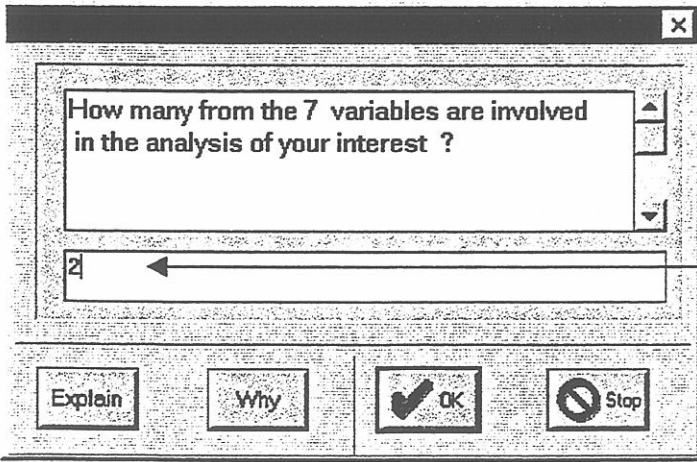 How many from the 7 variables are involved
in the analysis of your interest ?
2
Explain
Why
OK
Stop